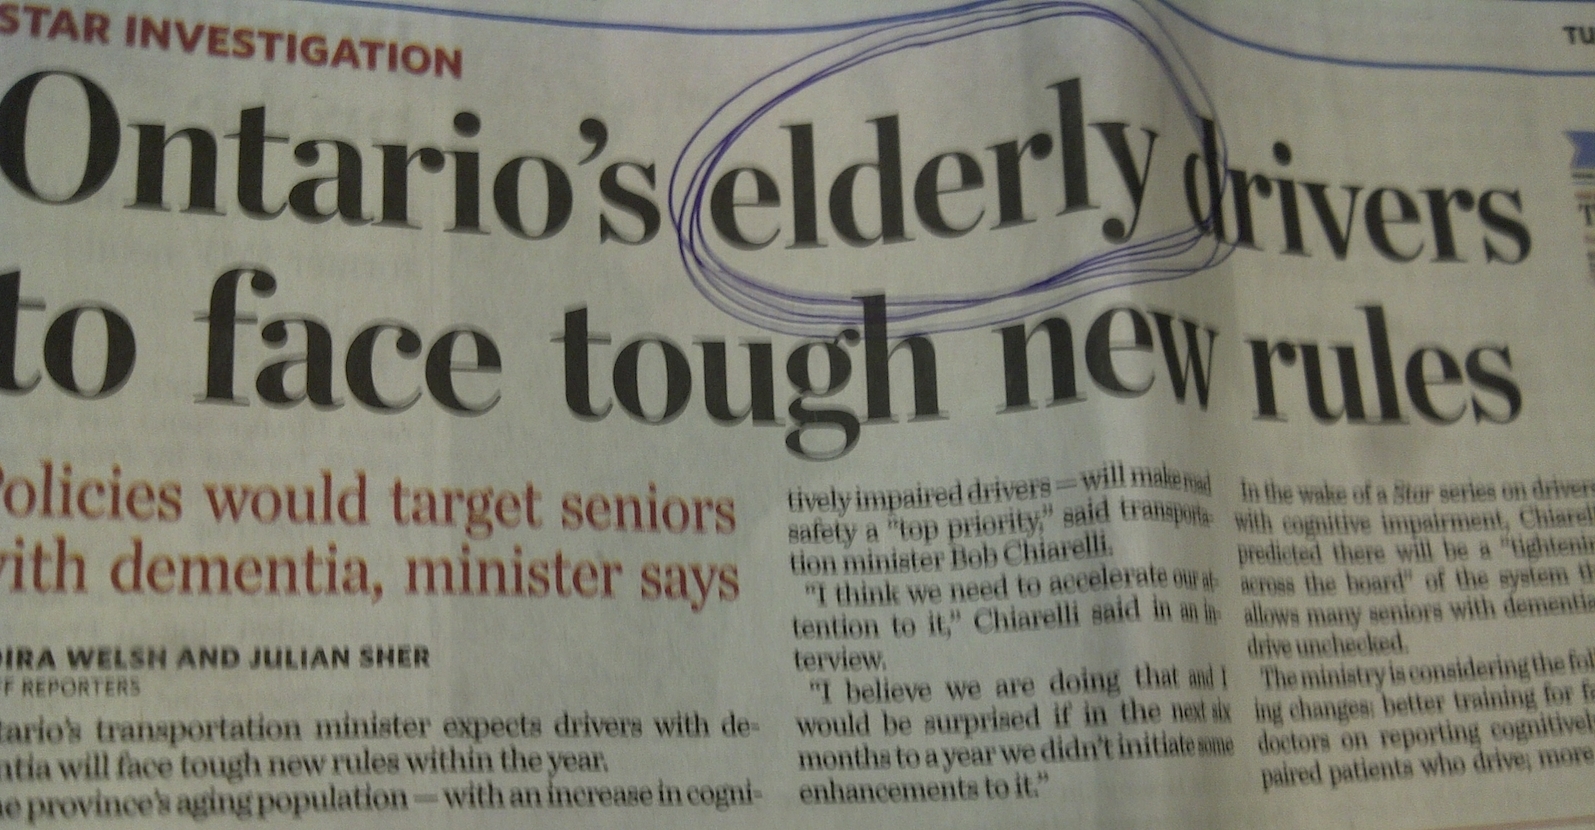 STAR INVESTIGATION
TU
Ontario's elderly drivers
to face tough new rules
olicies would target seniors
ith dementia, minister says
IRA WELSH AND JULIAN SHER
F REPORTERS
tario's transportation minister expects drivers with de-
ntia will face tough new rules within the year.
e province's aging population — with an increase in cogni-
tively impaired drivers — will make road
safety a "top priority," said transporta-
tion minister Bob Chiarelli.
"I think we need to accelerate our at-
tention to it," Chiarelli said in an in-
terview.
"I believe we are doing that and I
would be surprised if in the next six
months to a year we didn't initiate some
enhancements to it."
In the wake of a Star series on drivers
with cognitive impairment, Chiarell
predicted there will be a "tightenin
across the board" of the system th
allows many seniors with dementia
drive unchecked.
The ministry is considering the fol
ing changes: better training for f
doctors on reporting cognitivel
paired patients who drive; more